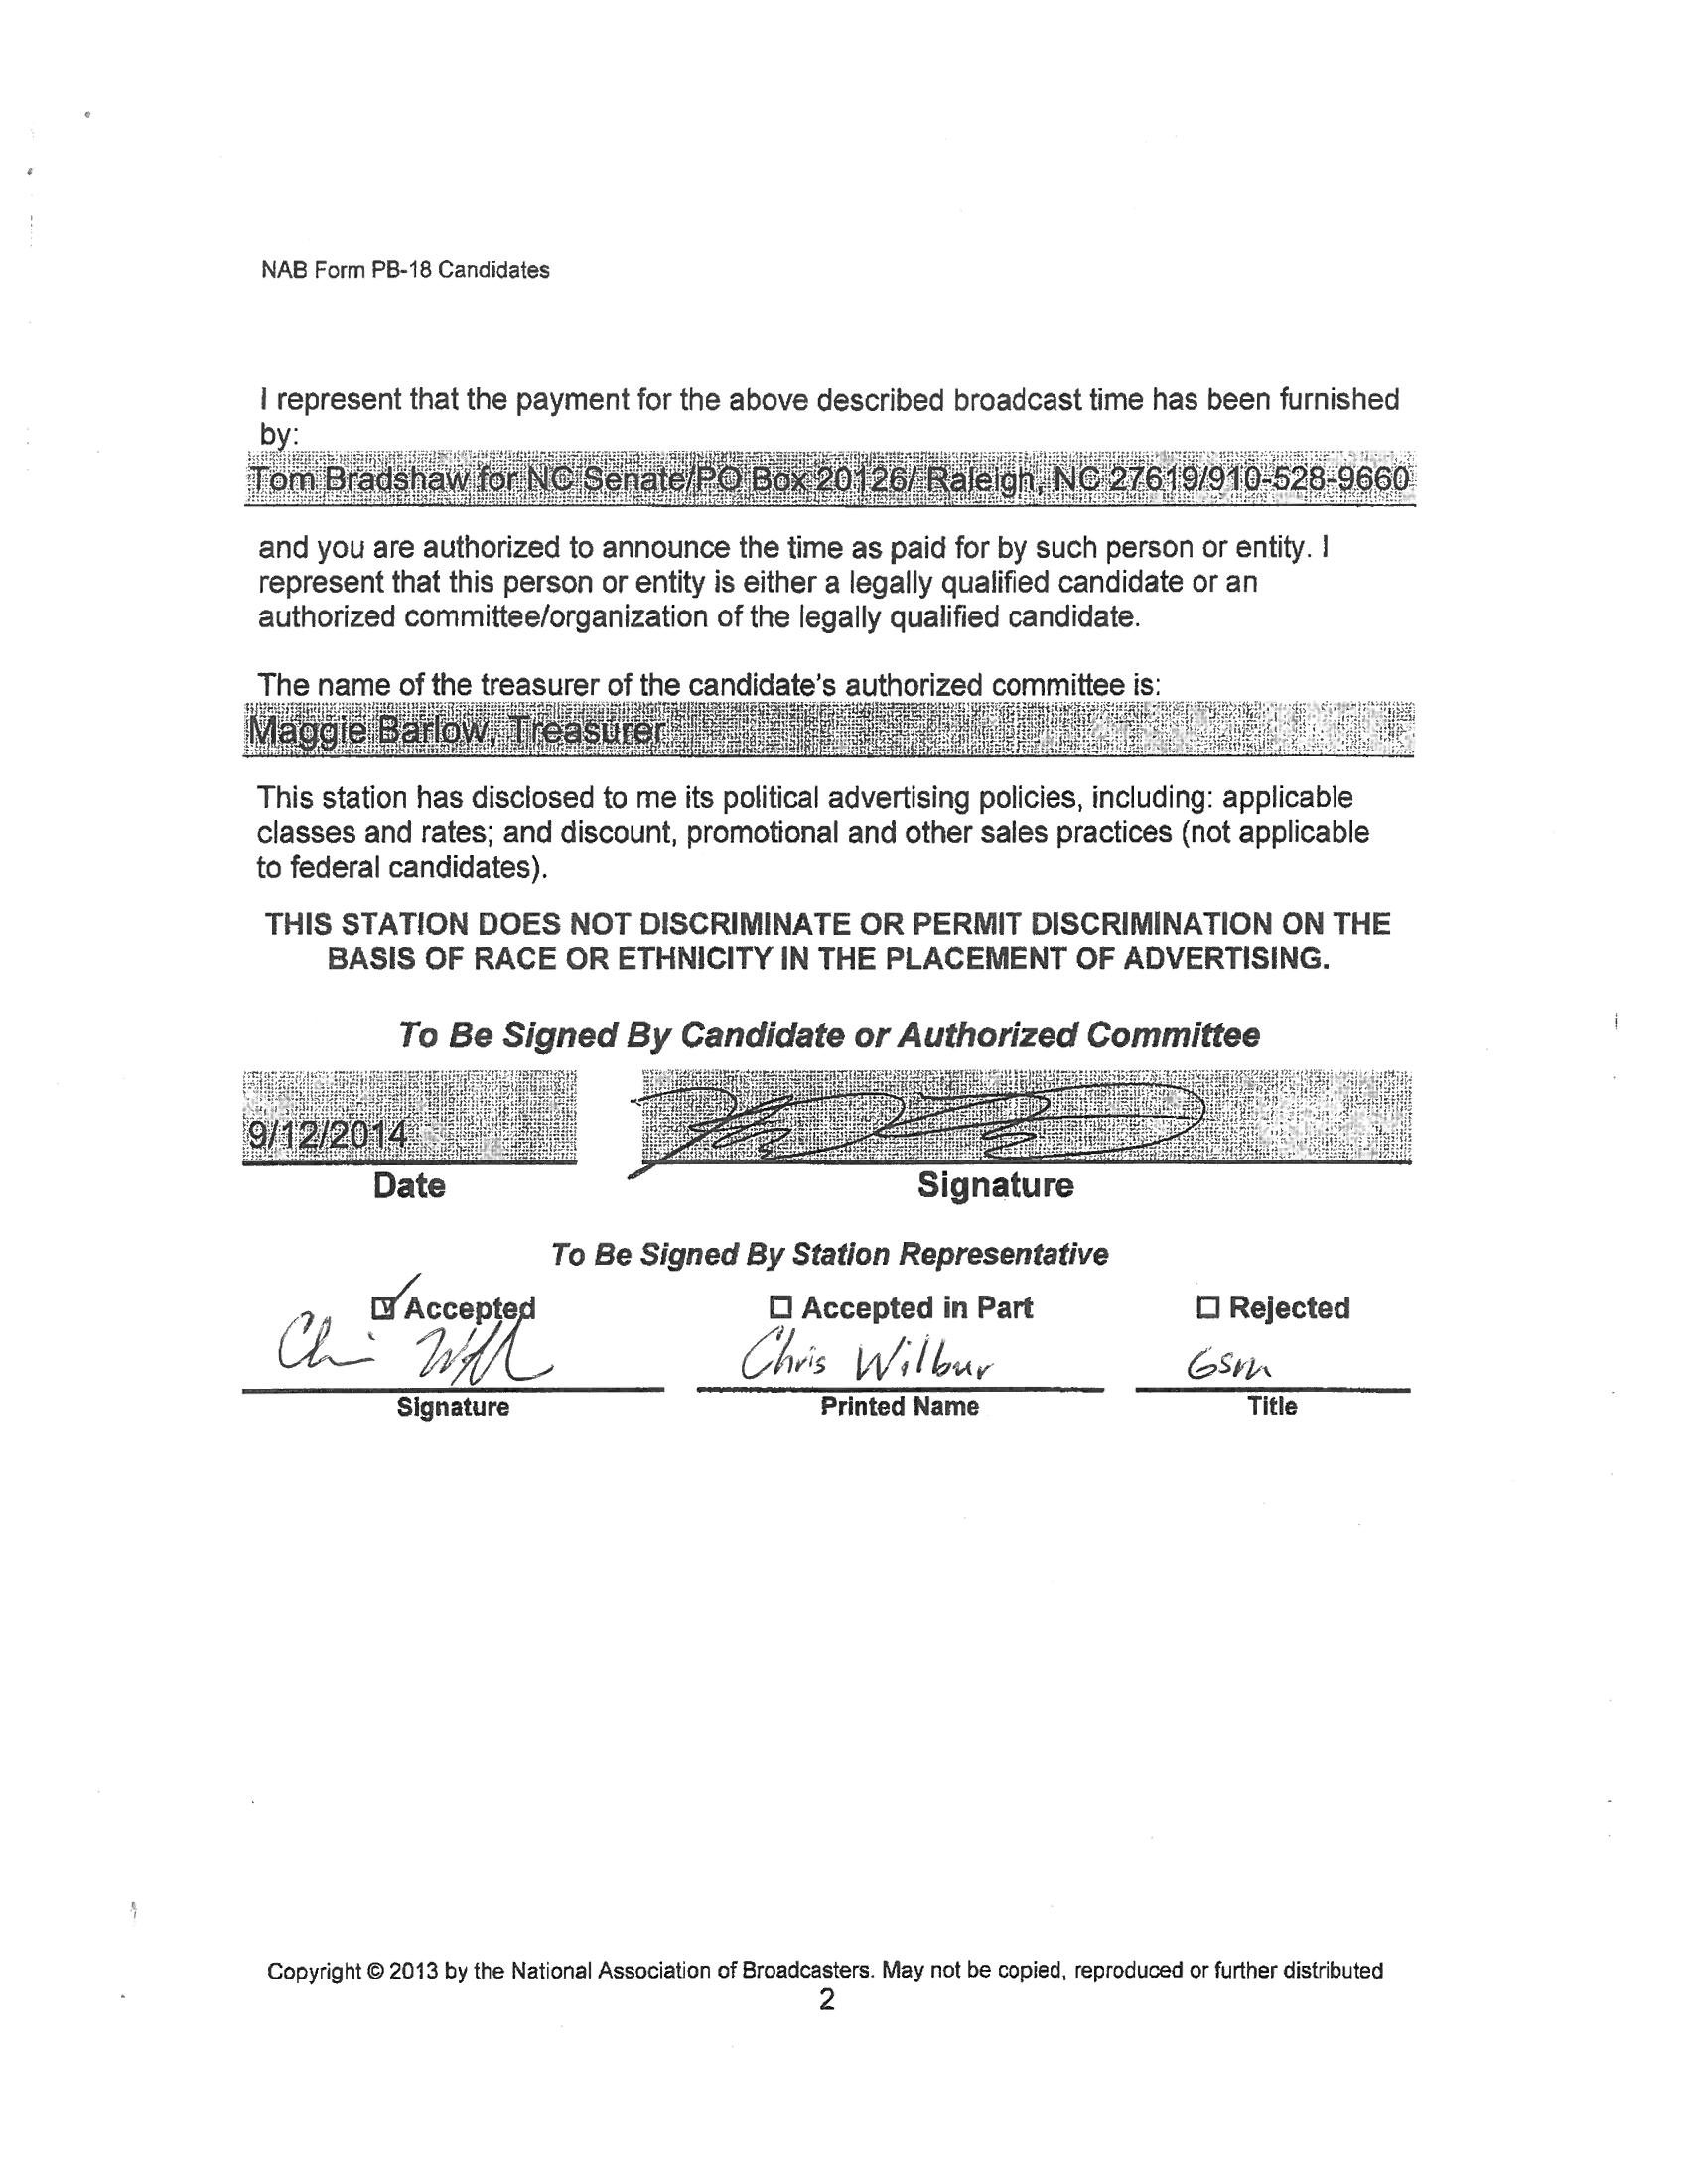 NAB Form PB-18 Candidates
I represent that the payment for the above described broadcast time has been furnished
by:
Tom Bradshaw for NC Senate/PO Box 20126/ Raleigh, NC 27619/910-528-9660
and you are authorized to announce the time as paid for by such person or entity. I
represent that this person or entity is either a legally qualified candidate or an
authorized committee/organization of the legally qualified candidate.
The name of the treasurer of the candidate's authorized committee is:
Maggie Barlow, Treasurer
This station has disclosed to me its political advertising policies, including: applicable
classes and rates; and discount, promotional and other sales practices (not applicable
to federal candidates).
THIS STATION DOES NOT DISCRIMINATE OR PERMIT DISCRIMINATION ON THE
BASIS OF RACE OR ETHNICITY IN THE PLACEMENT OF ADVERTISING.
To Be Signed By Candidate or Authorized Committee
9/12/2014
Date Signature
To Be Signed By Station Representative
☑ Accepted ☐ Accepted in Part ☐ Rejected
Chris Wilbur GSM
Signature Printed Name Title
Copyright © 2013 by the National Association of Broadcasters. May not be copied, reproduced or further distributed
2